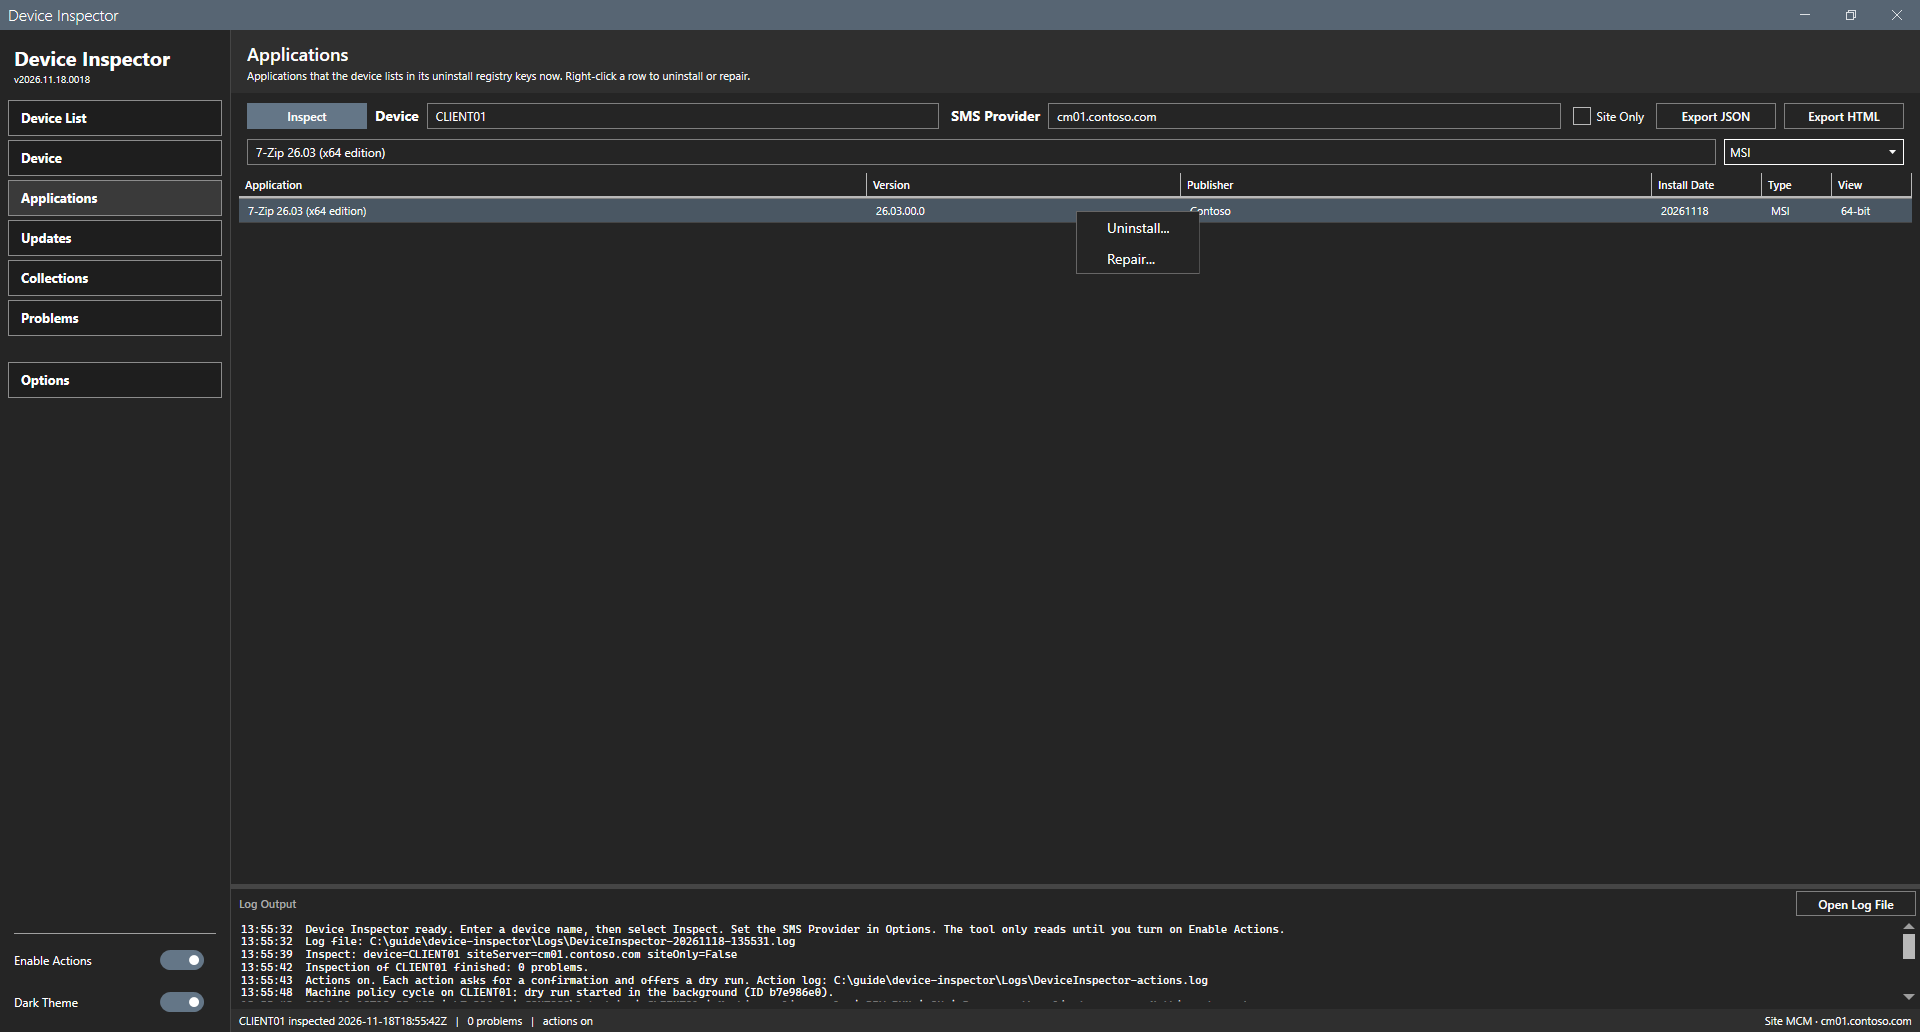 Device Inspector
Device Inspector
v2026.11.18.0018
Device List
Device
Applications
Updates
Collections
Problems
Options
Enable Actions
Dark Theme
Applications
Applications that the device lists in its uninstall registry keys now. Right-click a row to uninstall or repair.
Inspect Device CLIENT01 SMS Provider cm01.contoso.com Site Only Export JSON Export HTML
7-Zip 26.03 (x64 edition) MSI
Application Version Publisher Install Date Type View
7-Zip 26.03 (x64 edition) 26.03.00.0 Contoso 20261118 MSI 64-bit
Uninstall...
Repair...
Log Output Open Log File
13:55:32 Device Inspector ready. Enter a device name, then select Inspect. Set the SMS Provider in Options. The tool only reads until you turn on Enable Actions.
13:55:32 Log file: C:\guide\device-inspector\Logs\DeviceInspector-20261118-135531.log
13:55:39 Inspect: device=CLIENT01 siteServer=cm01.contoso.com siteOnly=False
13:55:42 Inspection of CLIENT01 finished: 0 problems.
13:55:43 Actions on. Each action asks for a confirmation and offers a dry run. Action log: C:\guide\device-inspector\Logs\DeviceInspector-actions.log
13:55:48 Machine policy cycle on CLIENT01: dry run started in the background (ID b7e986e0).
CLIENT01 inspected 2026-11-18T18:55:42Z | 0 problems | actions on
Site MCM · cm01.contoso.com